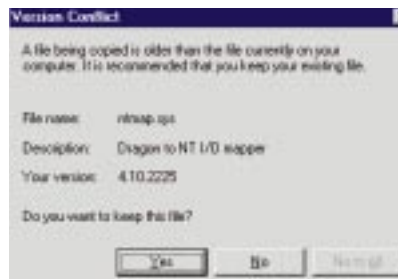 Version Conflict
A file being copied is older than the file currently on your
computer. It is recommended that you keep your existing file.
File name: ntmap.sys
Description: Dragon to NT I/O mapper
Your version: 4.10.2225
Do you want to keep this file?
Yes No No to all